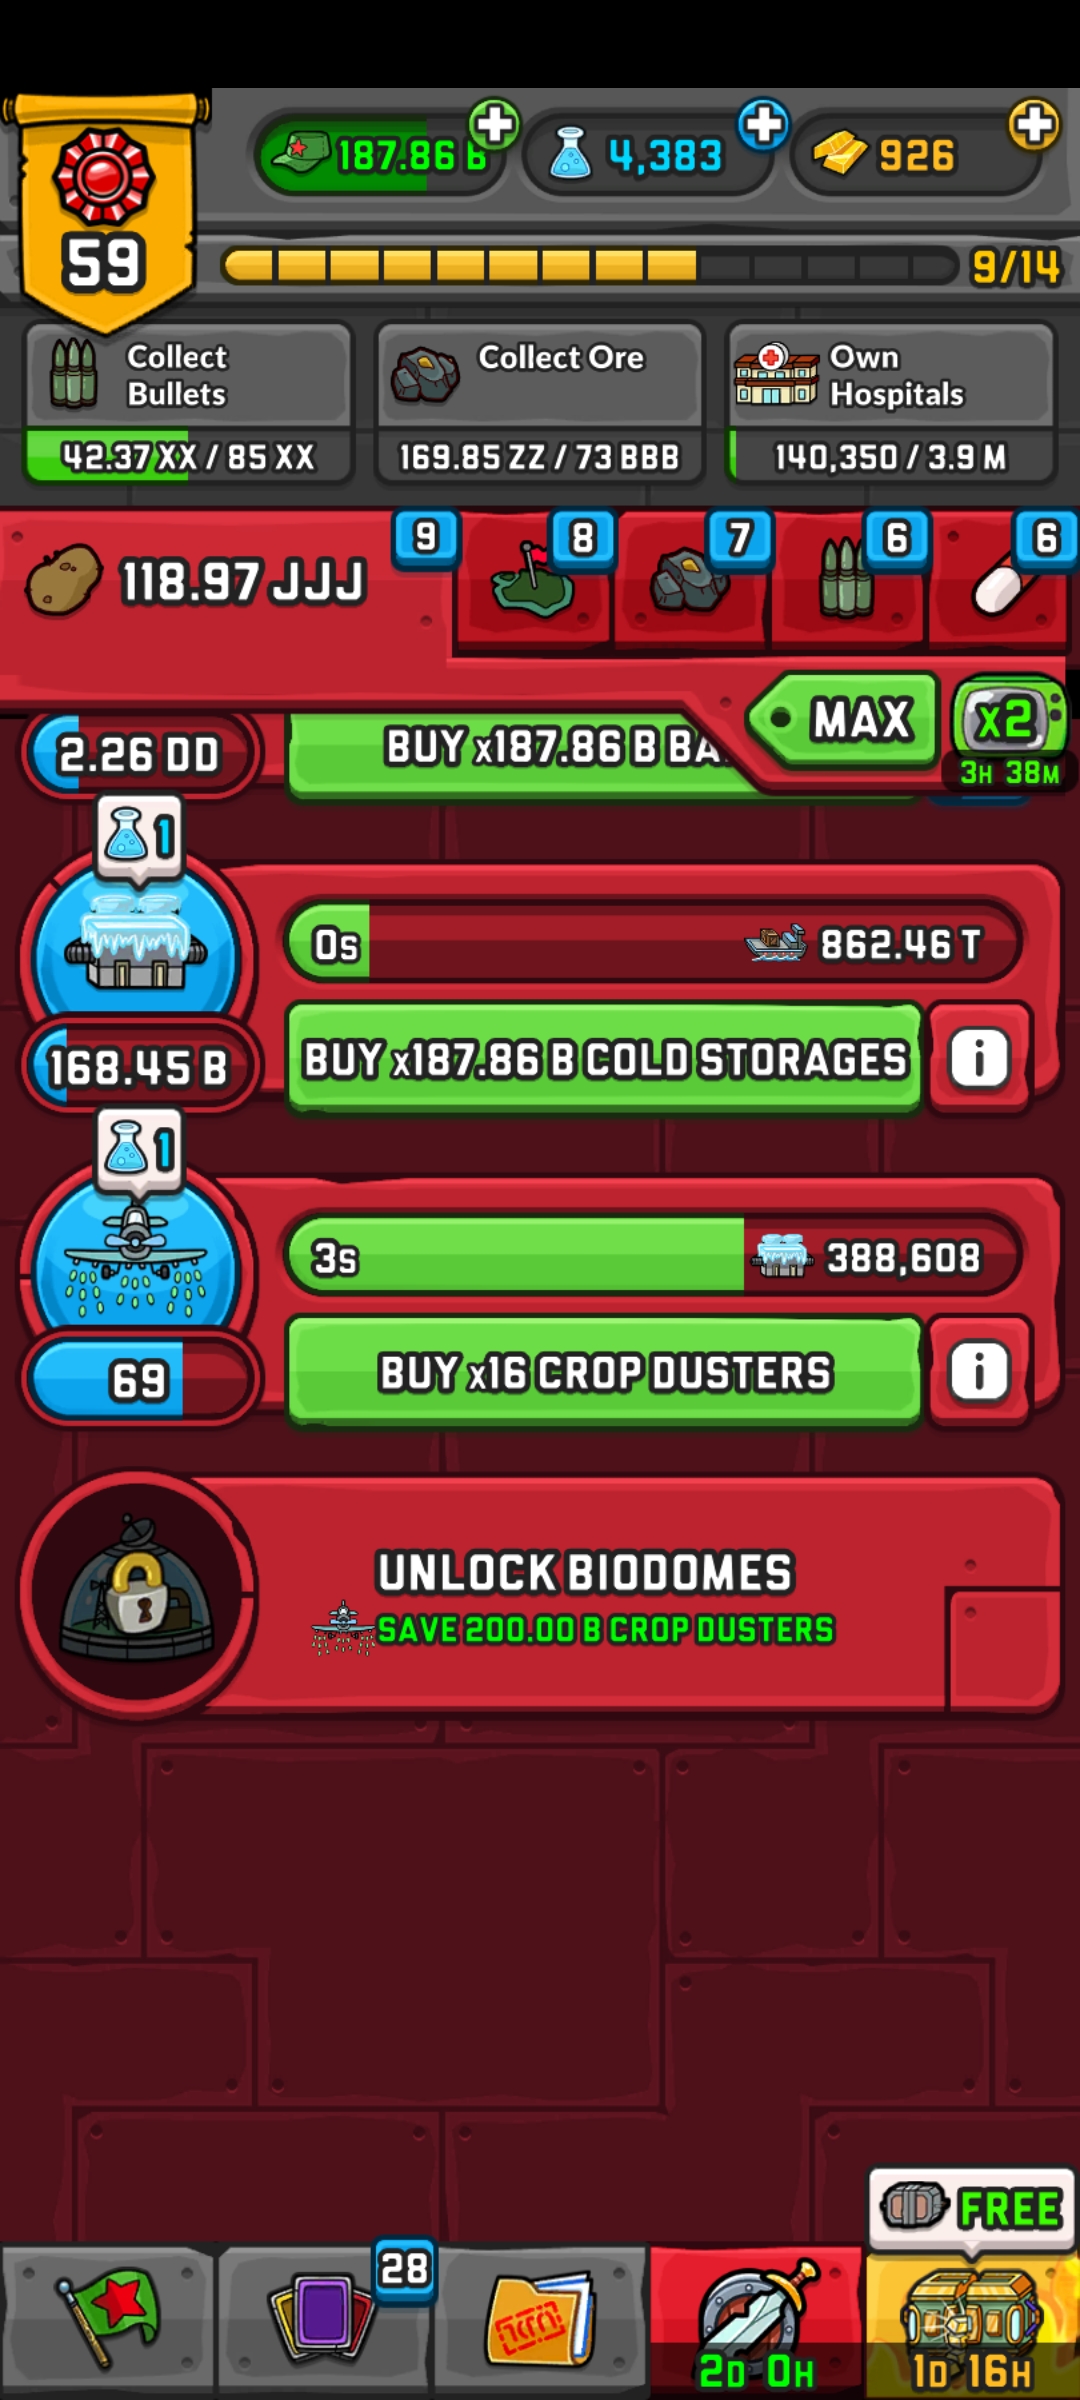 59
187.86 B
4,383
926
9/14
Collect
Bullets
42.37 XX / 85 XX
Collect Ore
169.85 ZZ / 73 BBB
Own
Hospitals
140,350 / 3.9 M
118.97 JJJ
9
8
7
6
6
MAX
x2
3H 38M
2.26 DD
BUY x187.86 B BA
1
0s
862.46 T
168.45 B
BUY x187.86 B COLD STORAGES
i
1
3s
388,608
69
BUY x16 CROP DUSTERS
i
UNLOCK BIODOMES
SAVE 200.00 B CROP DUSTERS
FREE
28
2D 0H
1D 16H